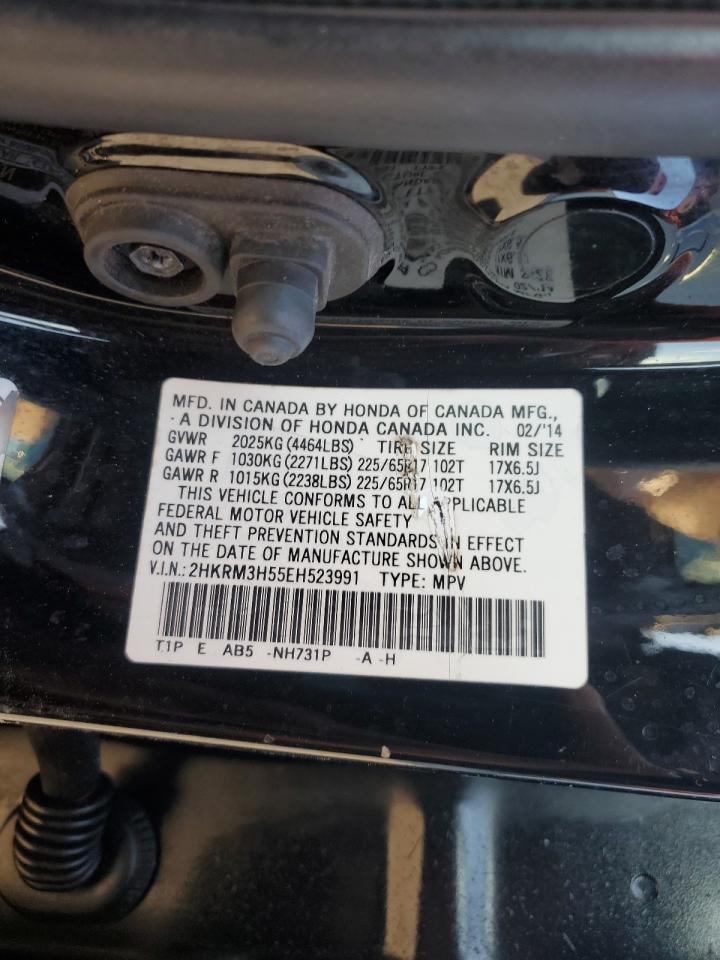 MFD. IN CANADA BY HONDA OF CANADA MFG.,
A DIVISION OF HONDA CANADA INC. 02/'14
GVWR 2025KG (4464LBS) TIRE SIZE RIM SIZE
GAWR F 1030KG (2271LBS) 225/65R17 102T 17X6.5J
GAWR R 1015KG (2238LBS) 225/65R17 102T 17X6.5J
THIS VEHICLE CONFORMS TO ALL APPLICABLE
FEDERAL MOTOR VEHICLE SAFETY
AND THEFT PREVENTION STANDARDS IN EFFECT
ON THE DATE OF MANUFACTURE SHOWN ABOVE.
V.I.N.: 2HKRM3H55EH523991 TYPE: MPV
T1P E AB5 -NH731P -A -H